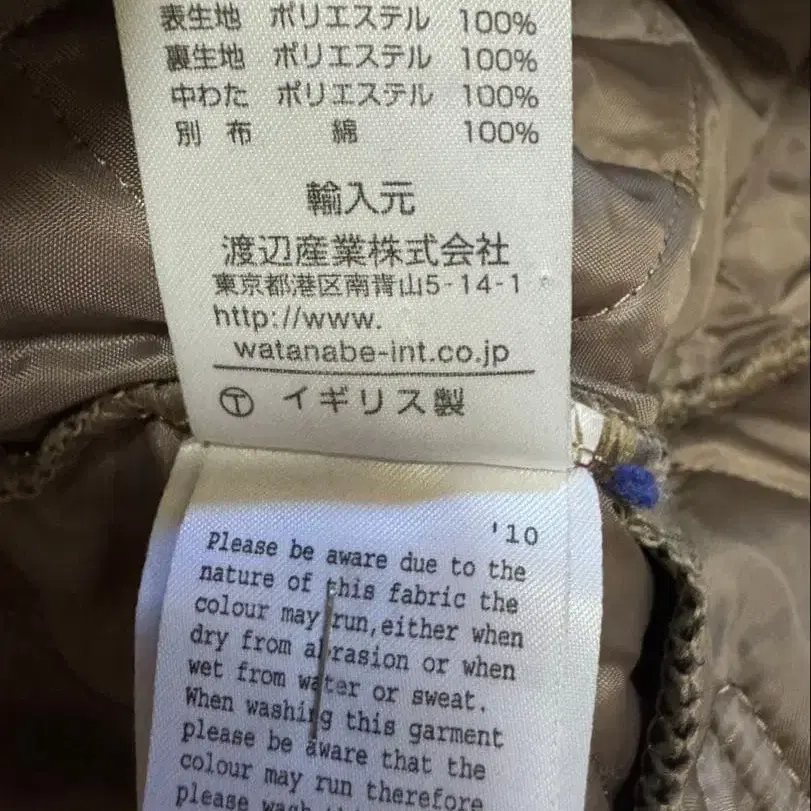 表生地 ポリエステル 100%
裏生地 ポリエステル 100%
中わた ポリエステル 100%
別 布 綿 100%
輸入元
渡辺産業株式会社
東京都港区南青山5-14-1
http://www.
watanabe-int.co.jp
Ⓣ イギリス製
'10
Please be aware due to the
nature of this fabric the
colour may run,either when
dry from abrasion or when
wet from water or sweat.
When washing this garment
please be aware that the
colour may run therefore
please wash